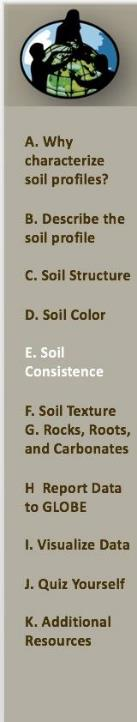 A. Why
characterize
soil profiles?
B. Describe the
soil profile
C. Soil Structure
D. Soil Color
E. Soil
Consistence
F. Soil Texture
G. Rocks, Roots,
and Carbonates
H Report Data
to GLOBE
I. Visualize Data
J. Quiz Yourself
K. Additional
Resources